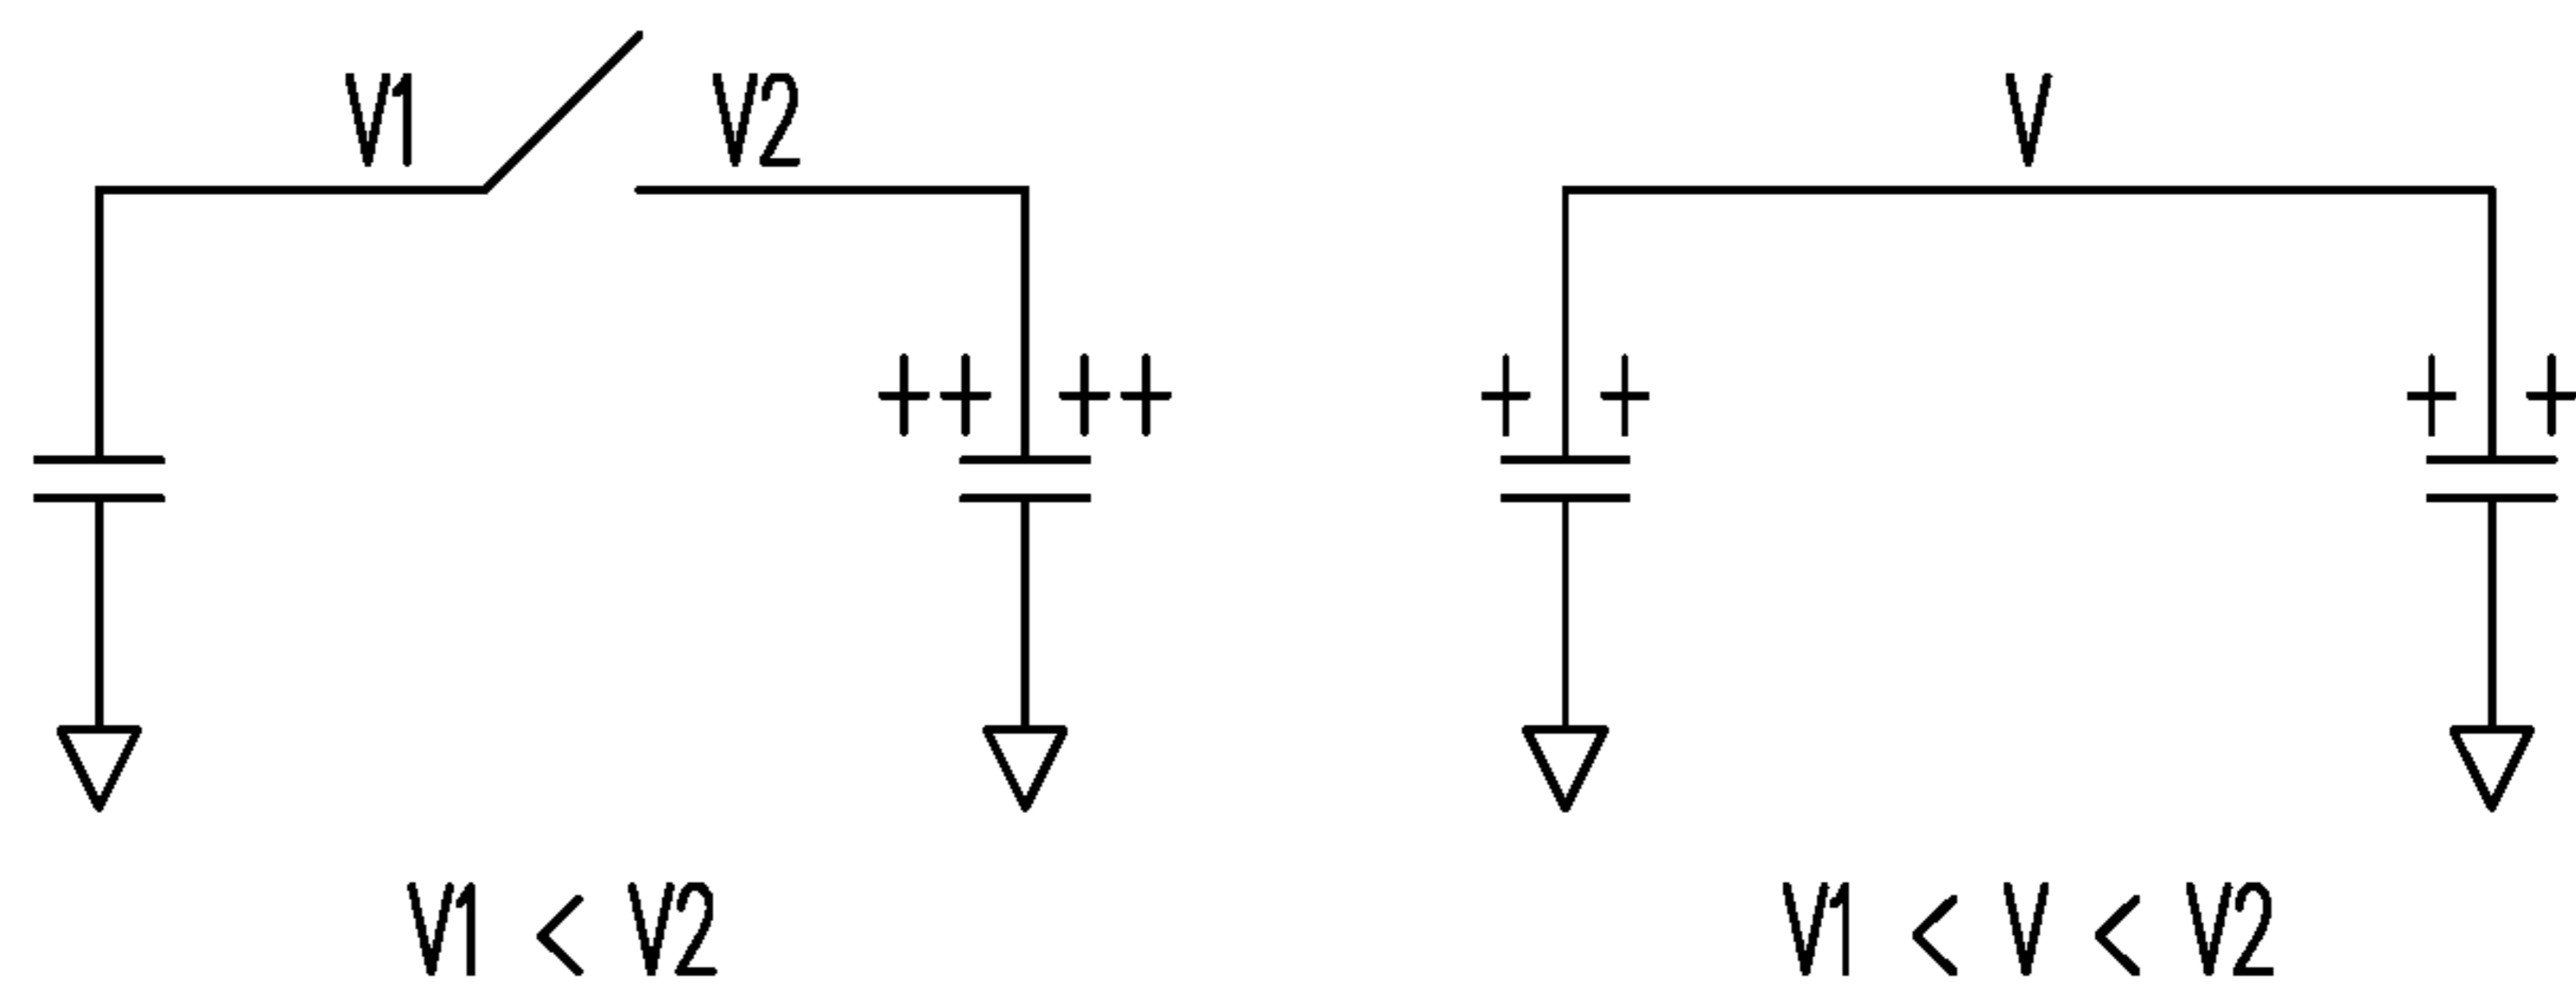 V1 V2 V
++ ++ + + + +
V1 < V2 V1 < V < V2